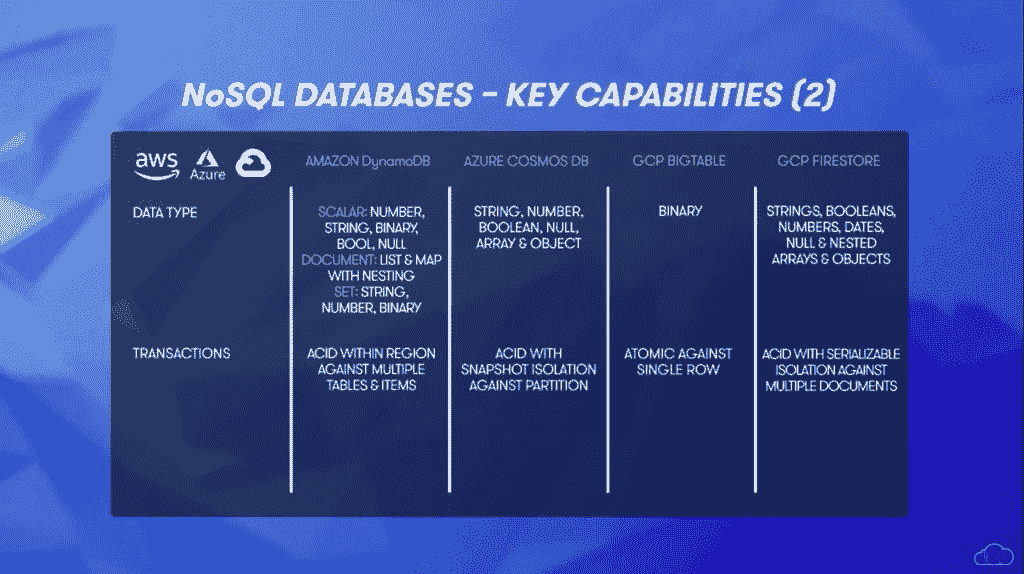 NoSQL DATABASES - KEY CAPABILITIES (2)
aws
Azure
AMAZON DynamoDB
AZURE COSMOS DB
GCP BIGTABLE
GCP FIRESTORE
DATA TYPE
SCALAR: NUMBER,
STRING, BINARY,
BOOL, NULL
DOCUMENT: LIST & MAP
WITH NESTING
SET: STRING,
NUMBER, BINARY
STRING, NUMBER,
BOOLEAN, NULL,
ARRAY & OBJECT
BINARY
STRINGS, BOOLEANS,
NUMBERS, DATES,
NULL & NESTED
ARRAYS & OBJECTS
TRANSACTIONS
ACID WITHIN REGION
AGAINST MULTIPLE
TABLES & ITEMS
ACID WITH
SNAPSHOT ISOLATION
AGAINST PARTITION
ATOMIC AGAINST
SINGLE ROW
ACID WITH SERIALIZABLE
ISOLATION AGAINST
MULTIPLE DOCUMENTS